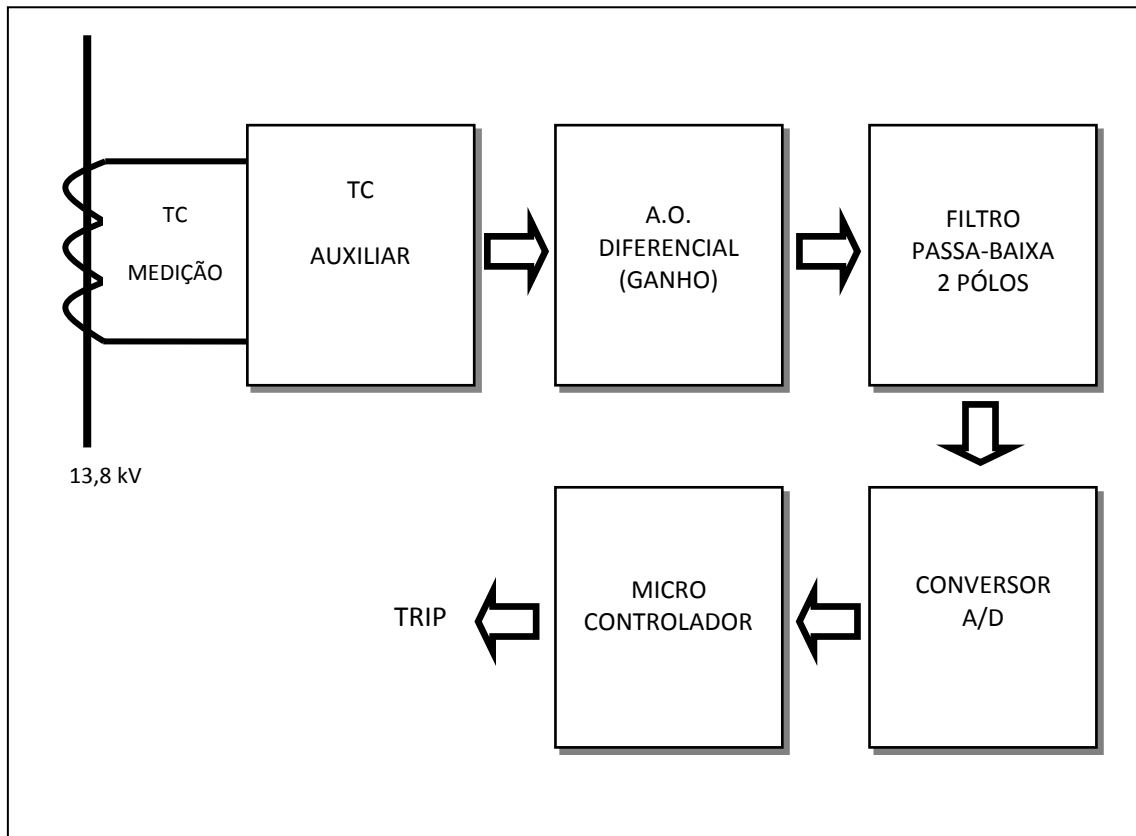 TC
MEDIÇÃO
13,8 kV
TC
AUXILIAR
A.O.
DIFERENCIAL
(GANHO)
FILTRO
PASSA-BAIXA
2 PÓLOS
CONVERSOR
A/D
MICRO
CONTROLADOR
TRIP